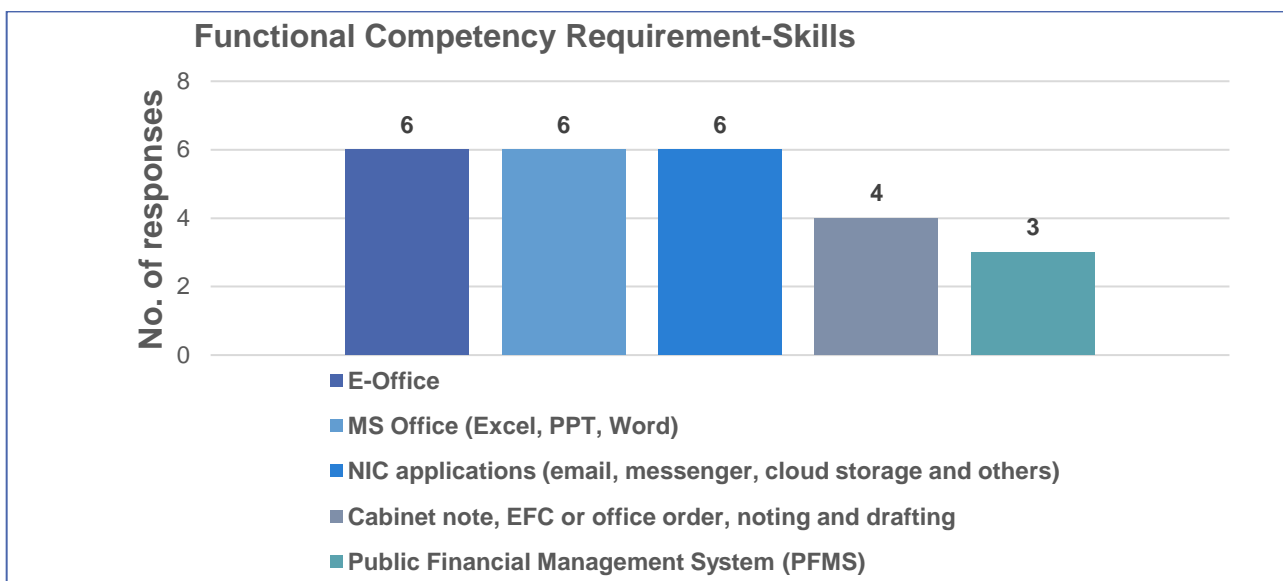 Functional Competency Requirement-Skills
No. of responses
8
6
4
2
0
6
6
6
4
3
E-Office
MS Office (Excel, PPT, Word)
NIC applications (email, messenger, cloud storage and others)
Cabinet note, EFC or office order, noting and drafting
Public Financial Management System (PFMS)